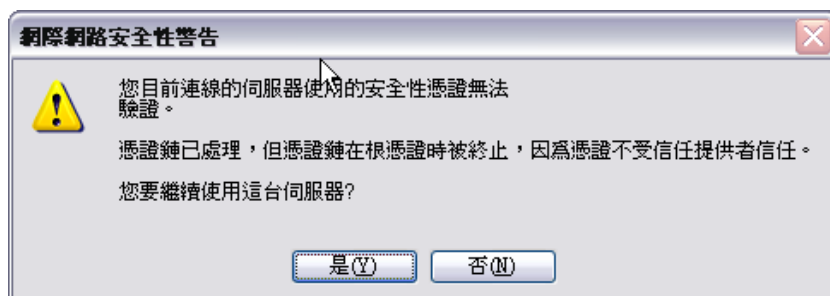 網際網路安全性警告
您目前連線的伺服器使用的安全性憑證無法
驗證。
憑證鏈已處理，但憑證鏈在根憑證時被終止，因為憑證不受信任提供者信任。
您要繼續使用這台伺服器?
是(Y)
否(N)